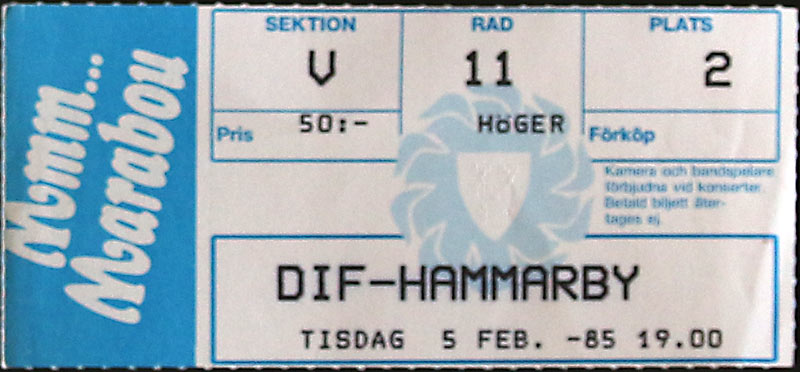 Mmm...
Marabou
SEKTION RAD PLATS
V 11 2
Pris 50:- HöGER Förköp
Kamera och bandspelare
förbjudna vid konserter.
Betald biljett åter-
tages ej.
DIF-HAMMARBY
TISDAG 5 FEB. -85 19.00